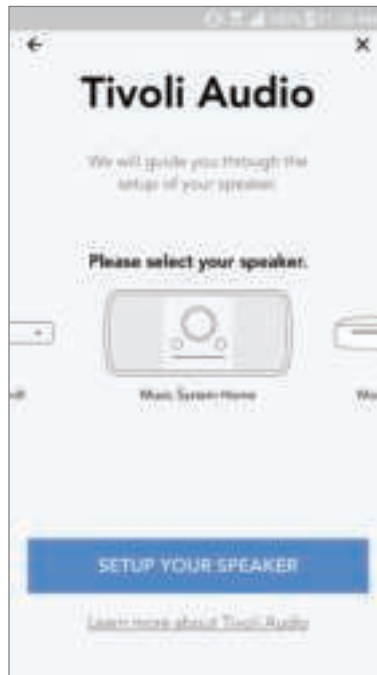 Tivoli Audio
We will guide you through the
setup of your speaker.
Please select your speaker.
Music System Home
SETUP YOUR SPEAKER
Learn more about Tivoli Audio